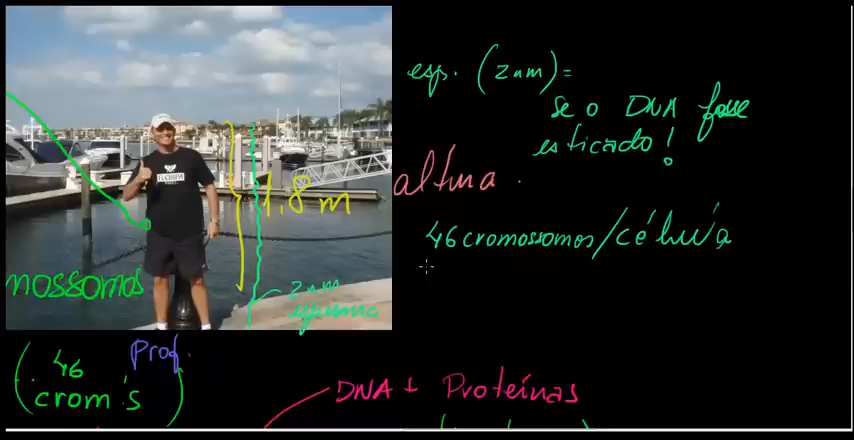 esp. (2nm) =
se o DNA fosse
esticado!
altura.
1.8 m
46 cromossomos/célula
mossomos
2nm
espessura
46
crom's
prof.
DNA + Proteínas